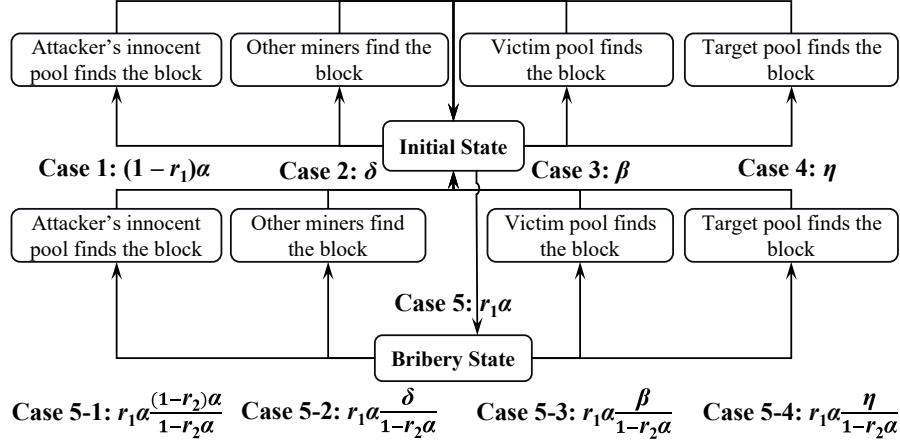 Attacker's innocent
pool finds the block
Other miners find the
block
Victim pool finds
the block
Target pool finds the
block
Initial State
Case 1: (1 − r₁)α
Case 2: δ
Case 3: β
Case 4: η
Attacker's innocent
pool finds the block
Other miners find
the block
Victim pool finds
the block
Target pool finds the
block
Case 5: r₁α
Bribery State
Case 5-1: r₁α (1−r₂)α / 1−r₂α
Case 5-2: r₁α δ / 1−r₂α
Case 5-3: r₁α β / 1−r₂α
Case 5-4: r₁α η / 1−r₂α